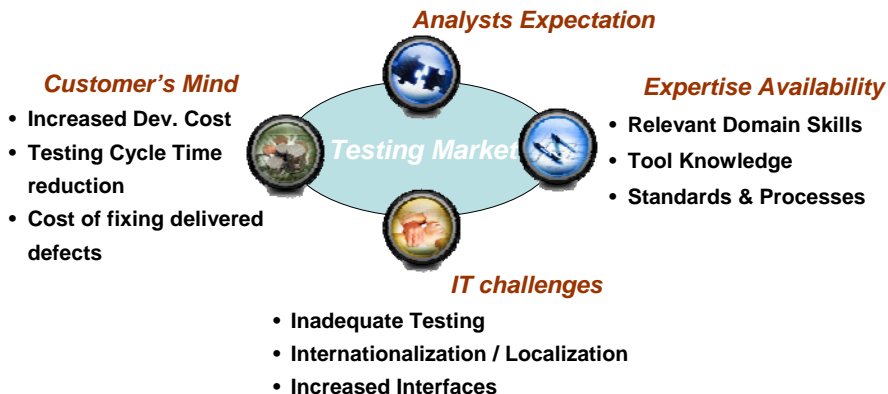 Analysts Expectation
Customer's Mind
• Increased Dev. Cost
• Testing Cycle Time
reduction
• Cost of fixing delivered
defects
Testing Market
Expertise Availability
• Relevant Domain Skills
• Tool Knowledge
• Standards & Processes
IT challenges
• Inadequate Testing
• Internationalization / Localization
• Increased Interfaces